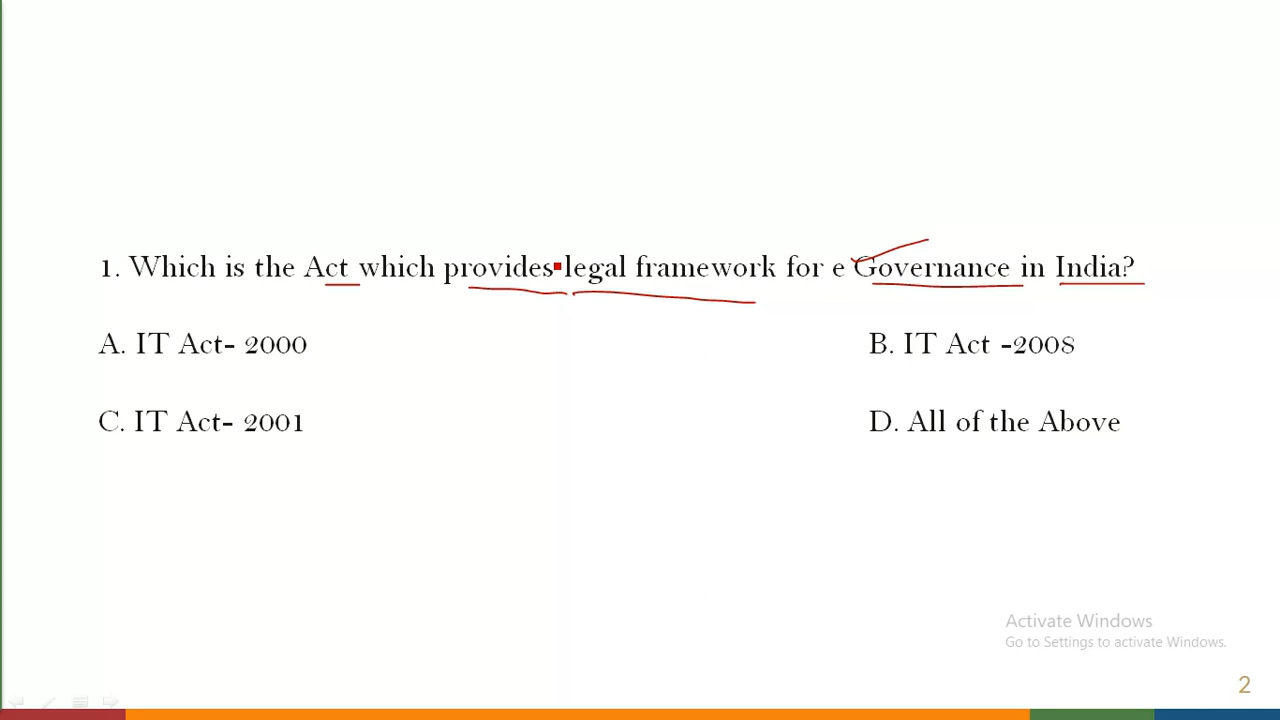 1. Which is the Act which provides legal framework for e Governance in India?
A. IT Act- 2000
B. IT Act -2008
C. IT Act- 2001
D. All of the Above
Activate Windows
Go to Settings to activate Windows.
2